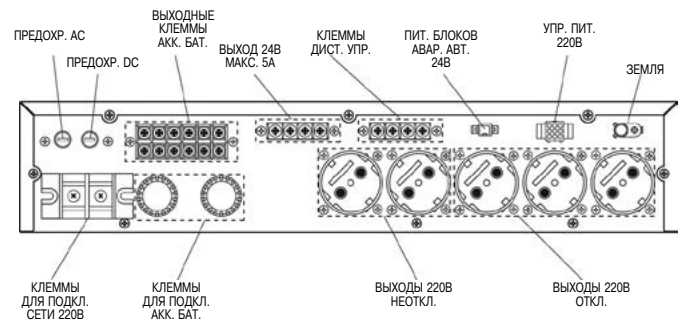 ВЫХОДНЫЕ
КЛЕММЫ
АКК. БАТ.
ПРЕДОХР. AC
ПРЕДОХР. DC
ВЫХОД 24В
МАКС. 5А
КЛЕММЫ
ДИСТ. УПР.
ПИТ. БЛОКОВ
АВАР. АВТ.
24В
УПР. ПИТ.
220В
ЗЕМЛЯ
КЛЕММЫ
ДЛЯ ПОДКЛ.
СЕТИ 220В
КЛЕММЫ
ДЛЯ ПОДКЛ.
АКК. БАТ.
ВЫХОДЫ 220В
НЕОТКЛ.
ВЫХОДЫ 220В
ОТКЛ.